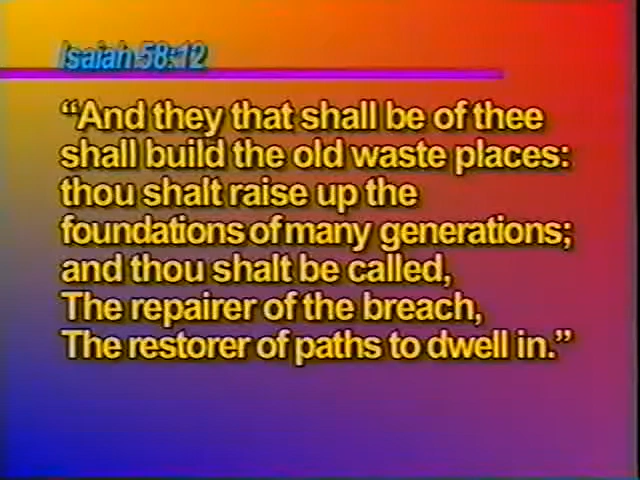 Isaiah 58:12
“And they that shall be of thee
shall build the old waste places:
thou shalt raise up the
foundations of many generations;
and thou shalt be called,
The repairer of the breach,
The restorer of paths to dwell in.”